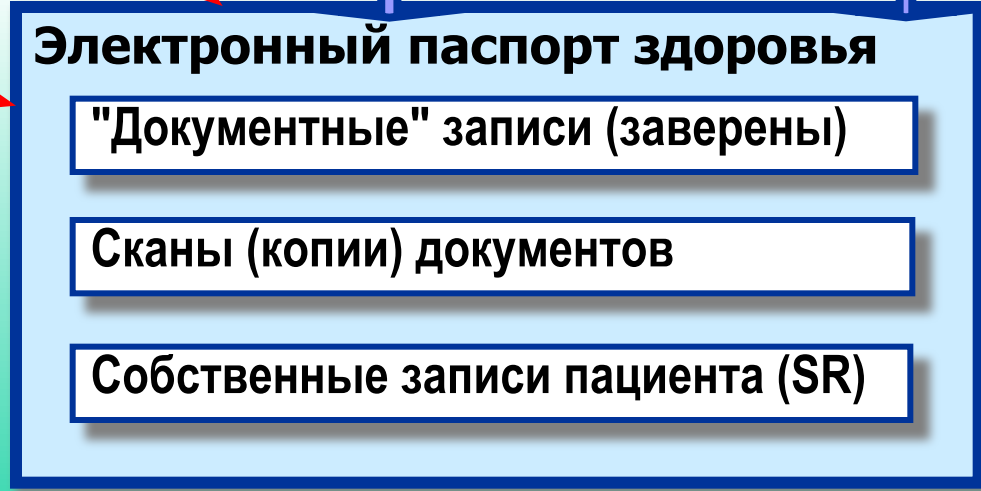 Электронный паспорт здоровья
"Документные" записи (заверены)
Сканы (копии) документов
Собственные записи пациента (SR)